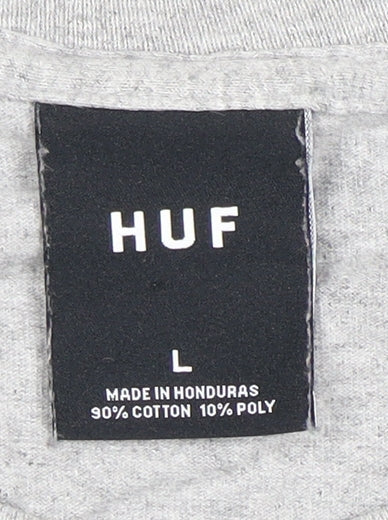 HUF
L
MADE IN HONDURAS
90% COTTON 10% POLY